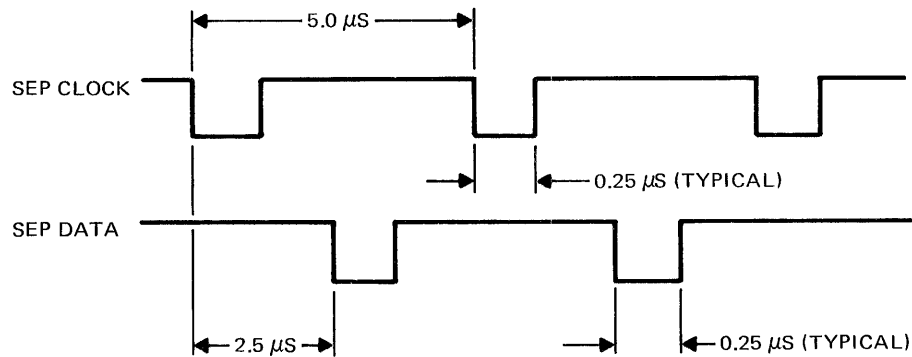 5.0 μS
SEP CLOCK
0.25 μS (TYPICAL)
SEP DATA
2.5 μS
0.25 μS (TYPICAL)